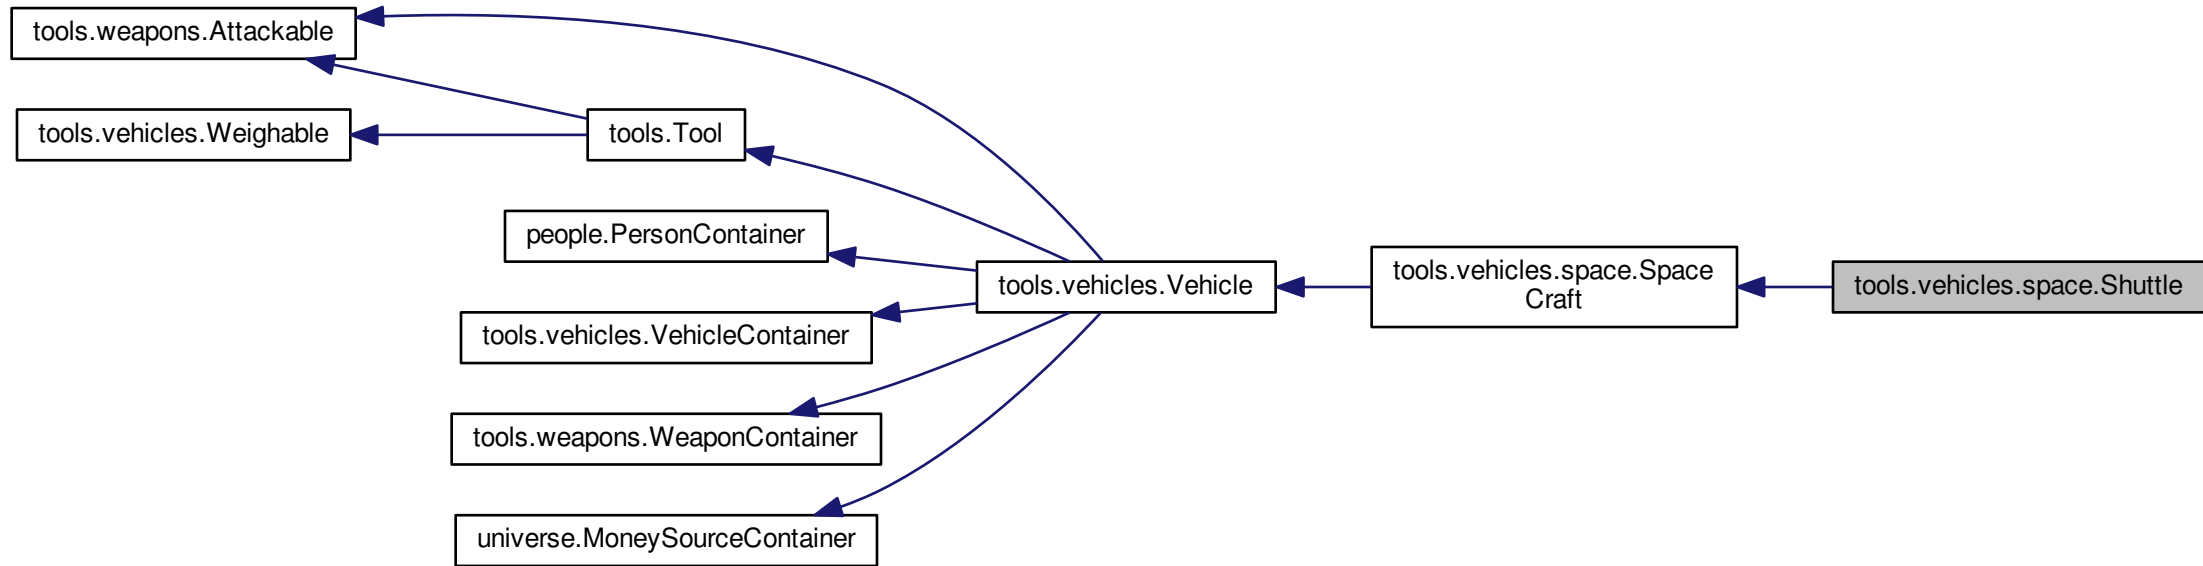 tools.weapons.Attackable
tools.vehicles.Weighable
tools.Tool
people.PersonContainer
tools.vehicles.VehicleContainer
tools.weapons.WeaponContainer
universe.MoneySourceContainer
tools.vehicles.Vehicle
tools.vehicles.space.Space
Craft
tools.vehicles.space.Shuttle